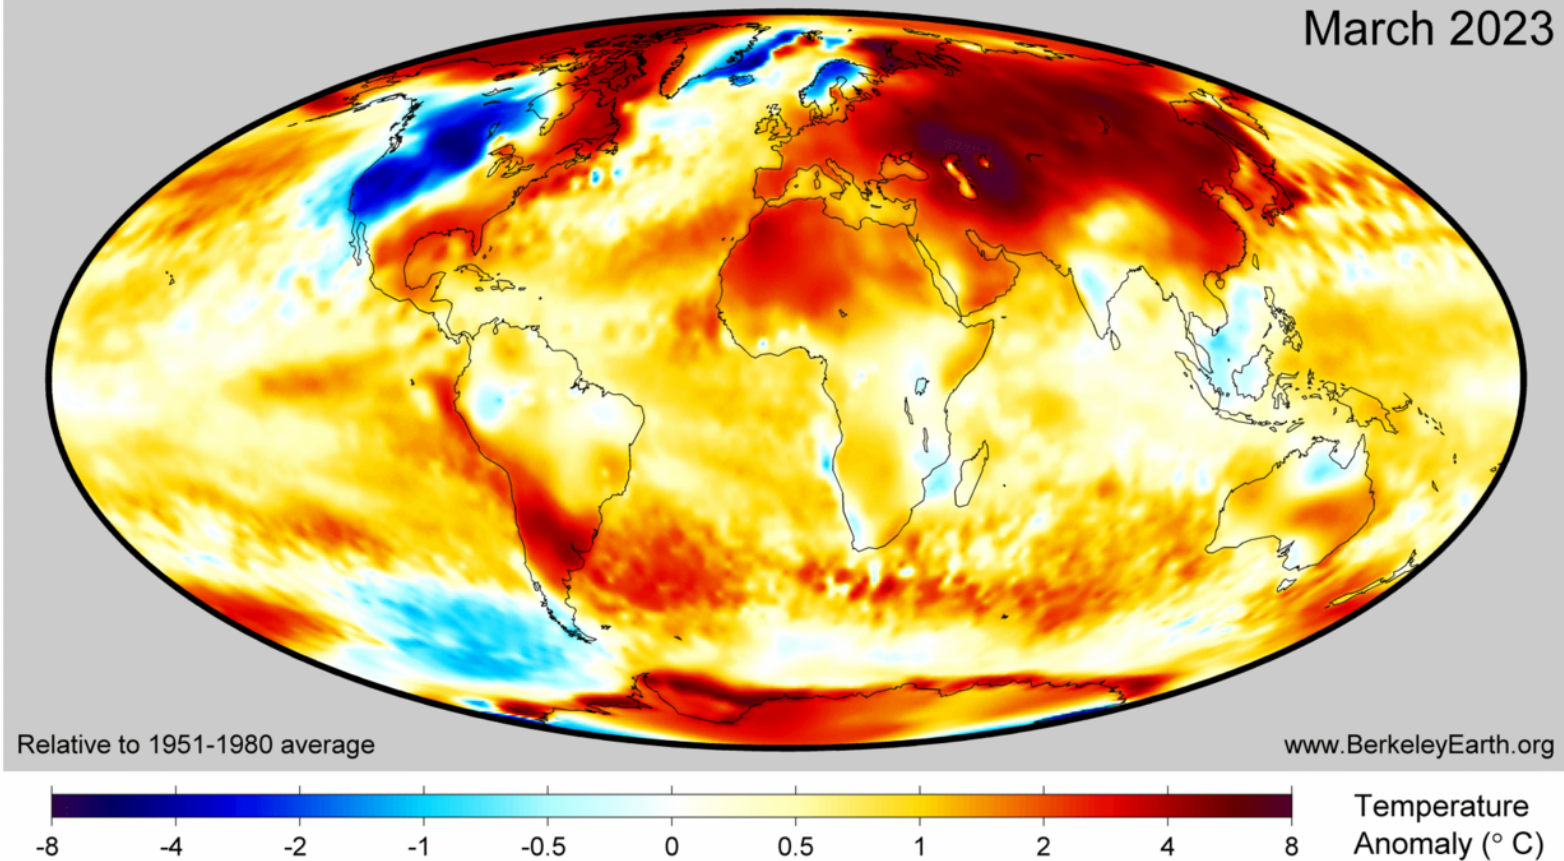 March 2023
Relative to 1951-1980 average
www.BerkeleyEarth.org
-8 -4 -2 -1 -0.5 0 0.5 1 2 4 8
Temperature
Anomaly (° C)